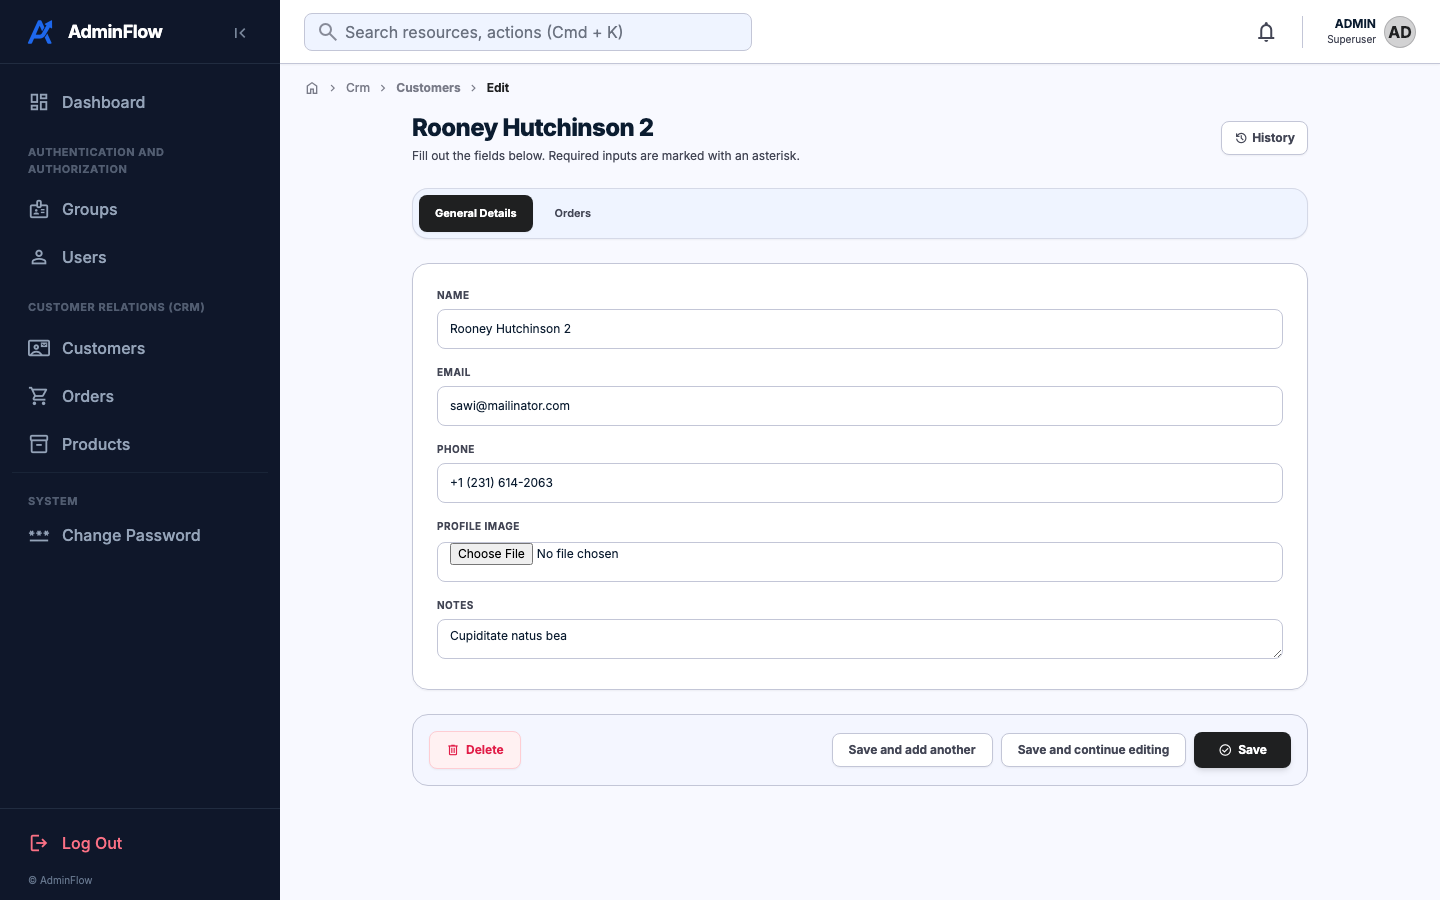 AdminFlow
Search resources, actions (Cmd + K)
ADMIN
Superuser
AD
Dashboard
AUTHENTICATION AND
AUTHORIZATION
Groups
Users
CUSTOMER RELATIONS (CRM)
Customers
Orders
Products
SYSTEM
Change Password
Log Out
© AdminFlow
Crm
Customers
Edit
Rooney Hutchinson 2
Fill out the fields below. Required inputs are marked with an asterisk.
History
General Details
Orders
NAME
Rooney Hutchinson 2
EMAIL
sawi@mailinator.com
PHONE
+1 (231) 614-2063
PROFILE IMAGE
Choose File No file chosen
NOTES
Cupiditate natus bea
Delete
Save and add another
Save and continue editing
Save